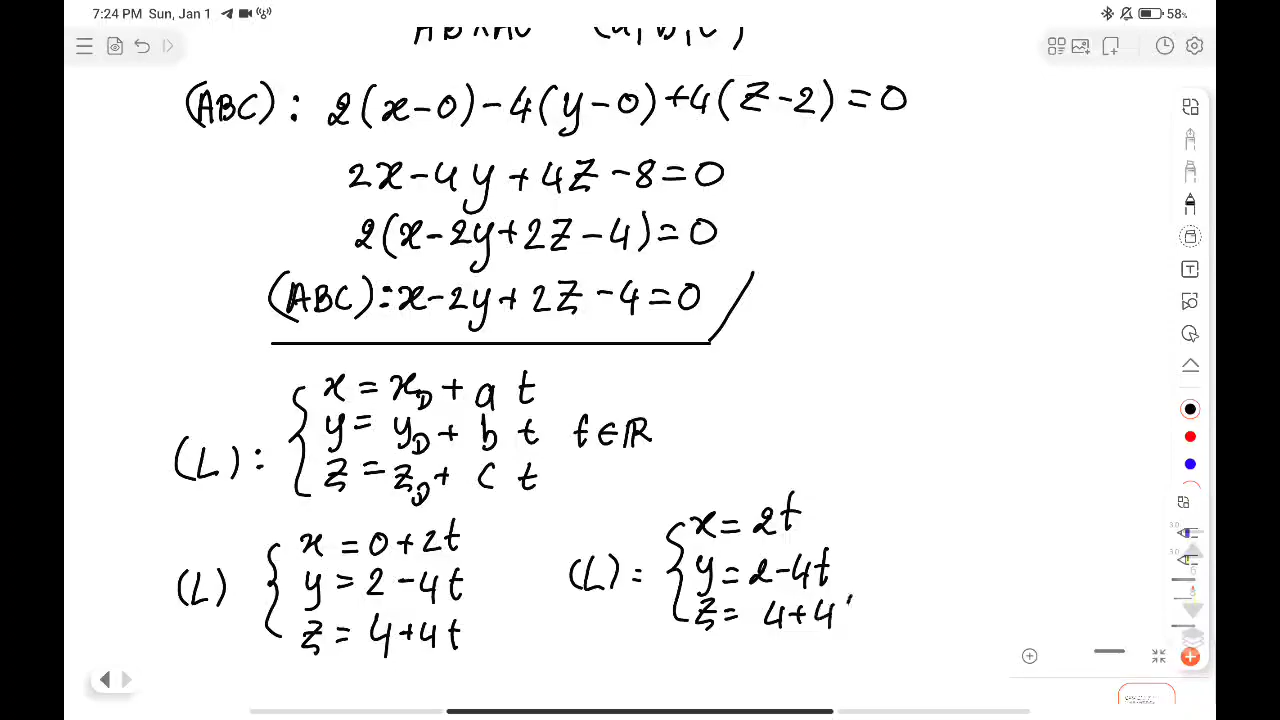 7:24 PM Sun, Jan 1
58%
(ABC): 2(x-0)-4(y-0)+4(z-2)=0
2x-4y+4z-8=0
2(x-2y+2z-4)=0
(ABC): x-2y+2z-4=0
(L): { x = x_D + a t
y = y_D + b t t∈ℝ
z = z_D + c t
(L) { x = 0+2t
y = 2-4t
z = 4+4t
(L) = { x = 2t
y = 2-4t
z = 4+4